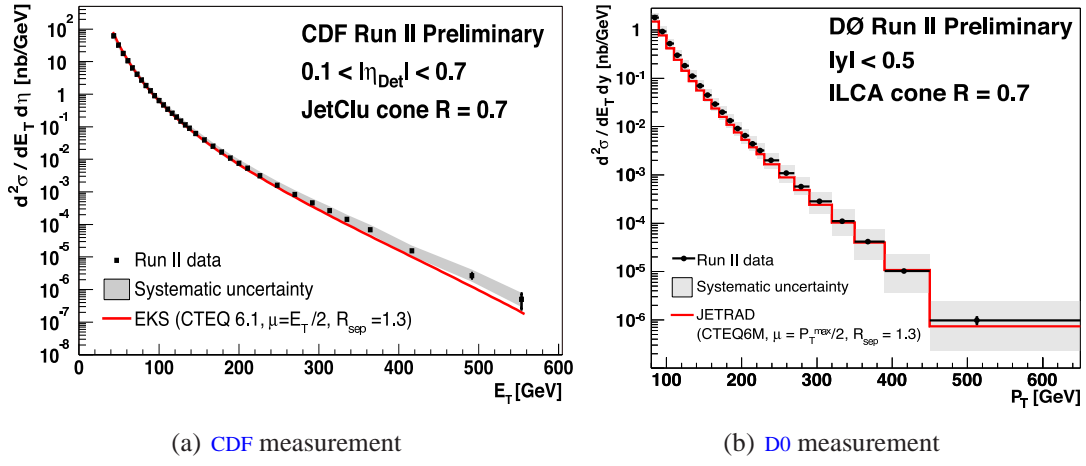 CDF Run II Preliminary
0.1 < |η_Det| < 0.7
JetClu cone R = 0.7
d²σ / dE_T dη [nb/GeV]
10²
10
1
10⁻¹
10⁻²
10⁻³
10⁻⁴
10⁻⁵
10⁻⁶
10⁻⁷
10⁻⁸
Run II data
Systematic uncertainty
EKS (CTEQ 6.1, μ=E_T/2, R_sep =1.3)
0 100 200 300 400 500 600
E_T [GeV]
(a) CDF measurement
DØ Run II Preliminary
|y| < 0.5
ILCA cone R = 0.7
d²σ / dE_T dy [nb/GeV]
1
10⁻¹
10⁻²
10⁻³
10⁻⁴
10⁻⁵
10⁻⁶
Run II data
Systematic uncertainty
JETRAD
(CTEQ6M, μ = P_T^max/2, R_sep = 1.3)
100 200 300 400 500 600
P_T [GeV]
(b) D0 measurement